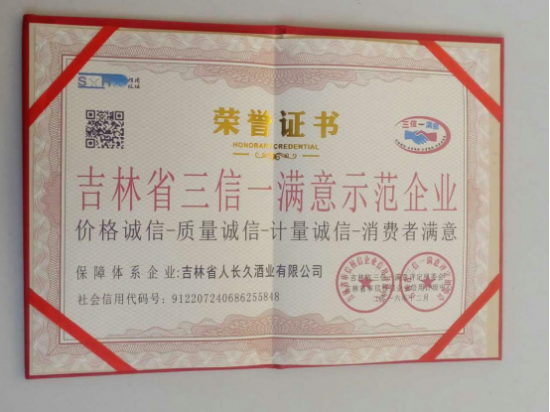 三信一满意
荣誉证书
HONORARY CREDENTIAL
吉林省三信一满意示范企业
价格诚信-质量诚信-计量诚信-消费者满意
保障体系企业:吉林省人长久酒业有限公司
社会信用代码号:912207240686255848